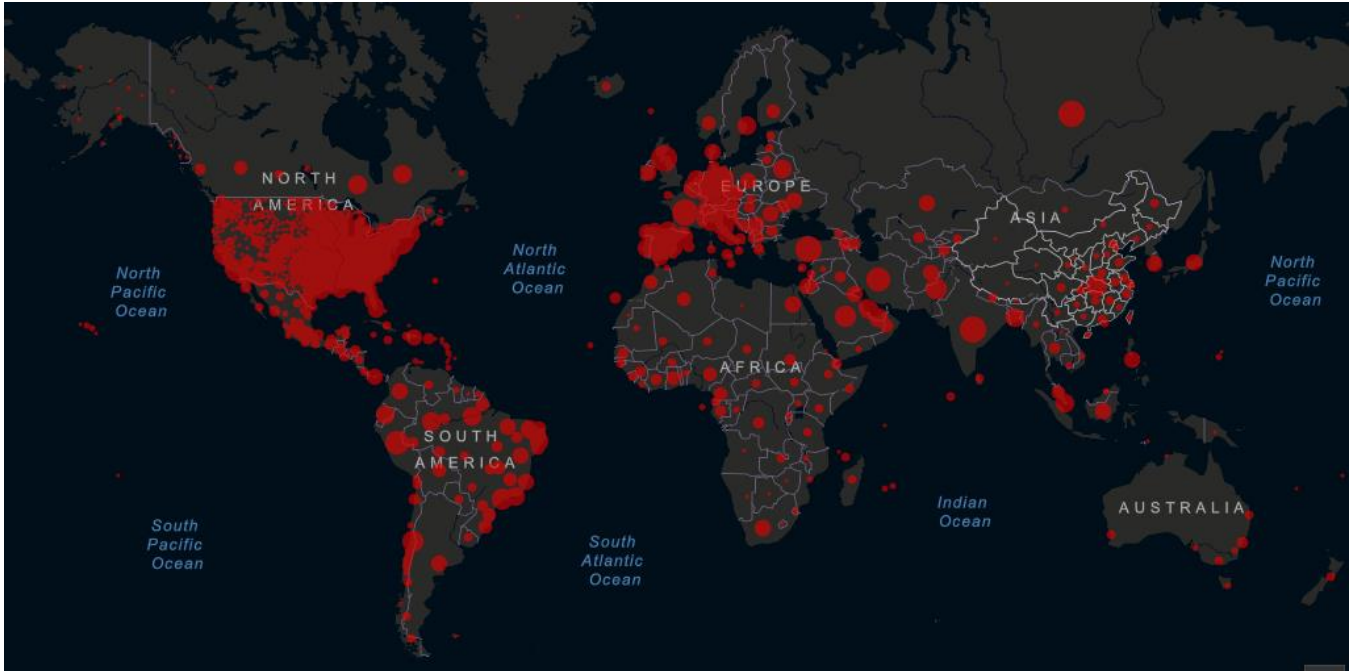 NORTH
AMERICA
EUROPE
ASIA
North
Pacific
Ocean
North
Atlantic
Ocean
North
Pacific
Ocean
AFRICA
SOUTH
AMERICA
Indian
Ocean
AUSTRALIA
South
Pacific
Ocean
South
Atlantic
Ocean